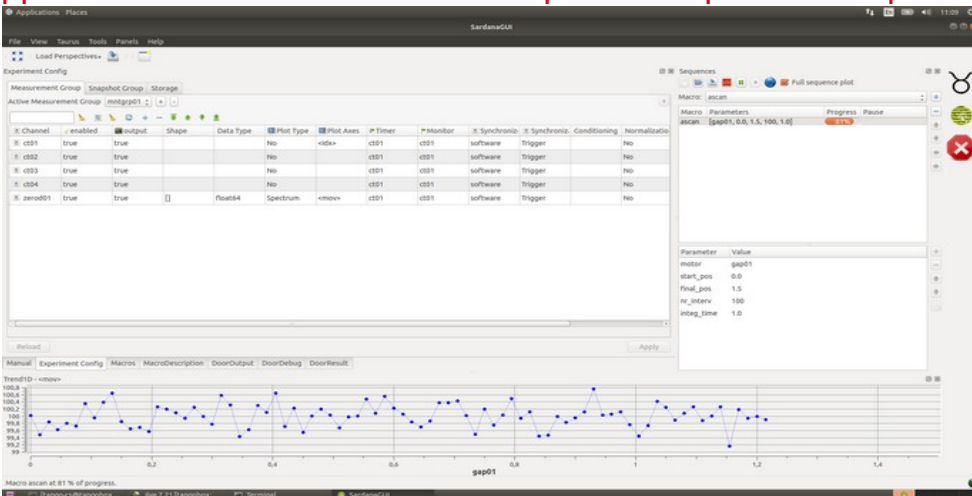 Applications Places
En
11:09
SardanaGUI
File View Taurus Tools Panels Help
Load Perspectives
Experiment Config
Measurement Group Snapshot Group Storage
Active Measurement Group mntgrp01
Channel enabled output Shape Data Type Plot Type Plot Axes Timer Monitor Synchroniz- Synchroniz- Conditioning Normalizatio
ct01 true true No <idx> ct01 ct01 software Trigger No
ct02 true true No ct01 ct01 software Trigger No
ct03 true true No ct01 ct01 software Trigger No
ct04 true true No ct01 ct01 software Trigger No
zerod01 true true [] float64 Spectrum <mov> ct01 ct01 software Trigger No
Reload Apply
Manual Experiment Config Macros MacroDescription DoorOutput DoorDebug DoorResult
Sequences
Full sequence plot
Macro: ascan
Macro Parameters Progress Pause
ascan [gap01, 0.0, 1.5, 100, 1.0] 81%
Parameter Value
motor gap01
start_pos 0.0
final_pos 1.5
nr_interv 100
integ_time 1.0
Trend1D - <mov>
100,8
100,6
100,4
100,2
100
99,8
99,6
99,4
99,2
99
0 0,2 0,4 0,6 0,8 1 1,2 1,4
gap01
Macro ascan at 81 % of progress.
Terminal
SardanaGUI